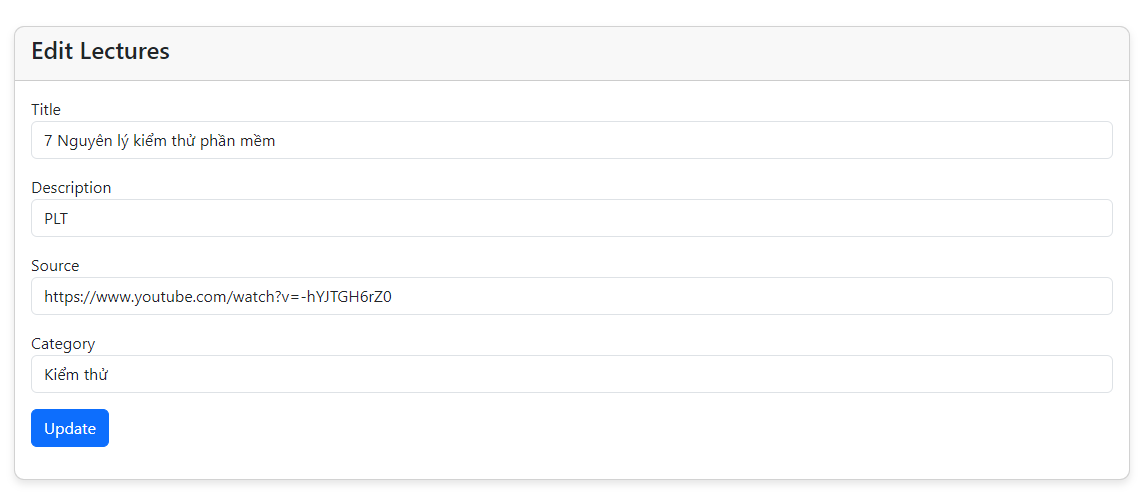 Edit Lectures
Title
7 Nguyên lý kiểm thử phần mềm
Description
PLT
Source
https://www.youtube.com/watch?v=-hYJTGH6rZ0
Category
Kiểm thử
Update